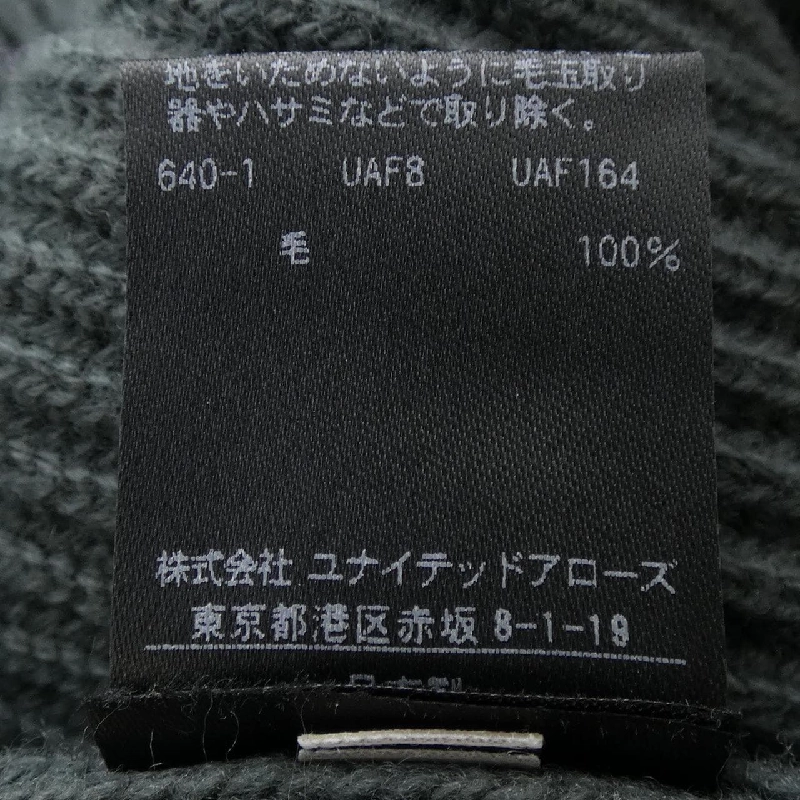 地をいためないように毛玉取り
器やハサミなどで取り除く。
640-1 UAF8 UAF164
毛 100%
株式会社 ユナイテッドアローズ
東京都港区赤坂 8-1-19